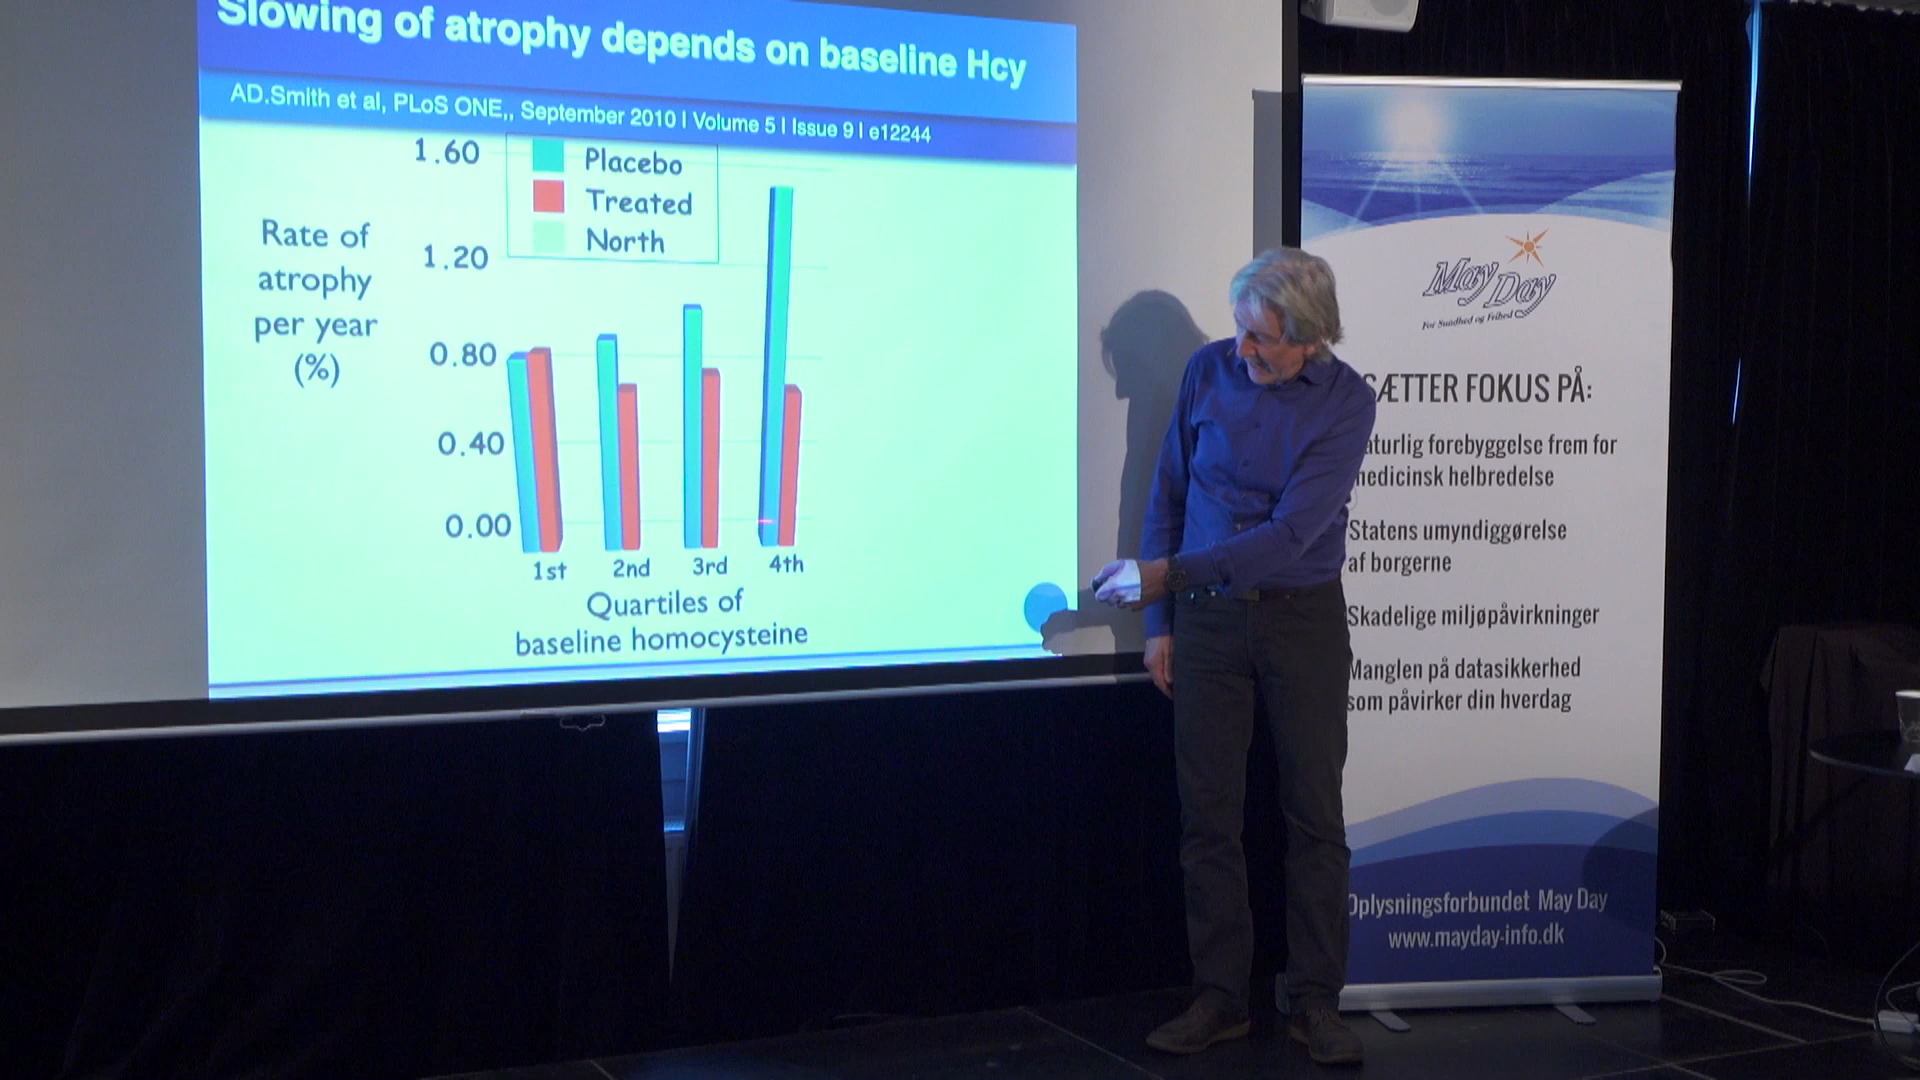 Slowing of atrophy depends on baseline Hcy
AD.Smith et al, PLoS ONE,, September 2010 | Volume 5 | Issue 9 | e12244
1.60
1.20
0.80
0.40
0.00
Placebo
Treated
North
Rate of
atrophy
per year
(%)
1st 2nd 3rd 4th
Quartiles of
baseline homocysteine
May Day
For Sundhed og Frihed
SÆTTER FOKUS PÅ:
aturlig forebyggelse frem for
medicinsk helbredelse
Statens umyndiggørelse
af borgerne
Skadelige miljøpåvirkninger
Manglen på datasikkerhed
som påvirker din hverdag
Oplysningsforbundet May Day
www.mayday-info.dk